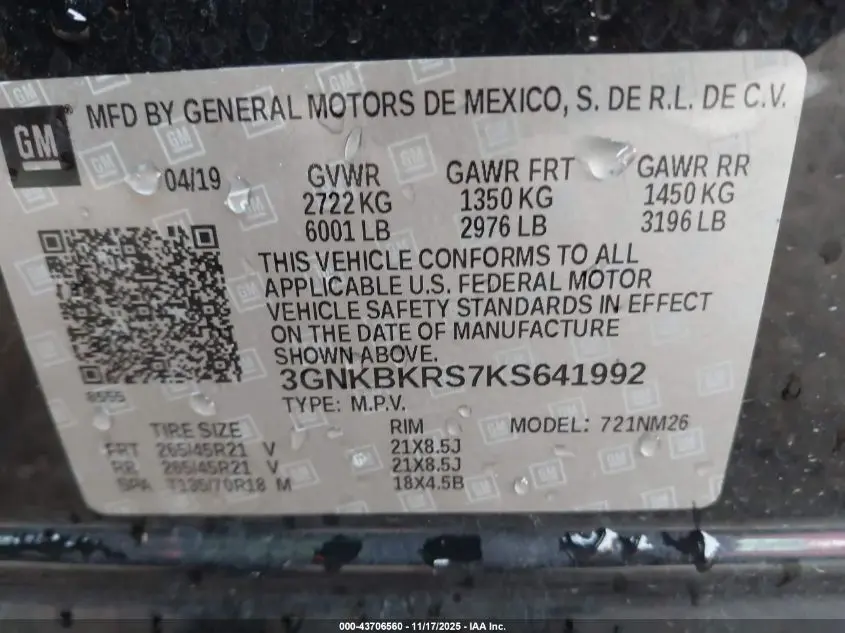 GM
MFD BY GENERAL MOTORS DE MEXICO, S. DE R.L. DE C.V.
04/19 GVWR GAWR FRT GAWR RR
2722 KG 1350 KG 1450 KG
6001 LB 2976 LB 3196 LB
THIS VEHICLE CONFORMS TO ALL
APPLICABLE U.S. FEDERAL MOTOR
VEHICLE SAFETY STANDARDS IN EFFECT
ON THE DATE OF MANUFACTURE
SHOWN ABOVE.
3GNKBKRS7KS641992
8555
TYPE: M.P.V.
TIRE SIZE RIM MODEL: 721NM26
FRT 265/45R21 V 21X8.5J
RR 265/45R21 V 21X8.5J
SPA T135/70R18 M 18X4.5B
000-43706560 - 11/17/2025 - IAA Inc.